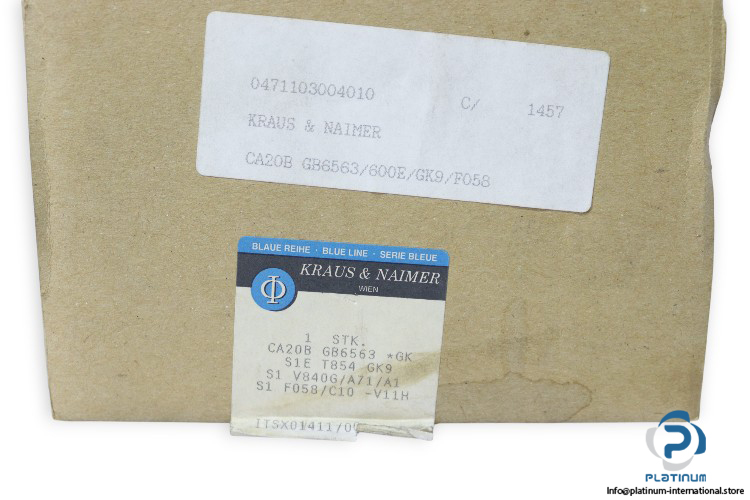 0471103004010 C/ 1457
KRAUS & NAIMER
CA20B GB6563/600E/GK9/F058
BLAUE REIHE · BLUE LINE · SERIE BLEUE
KRAUS & NAIMER
WIEN
1 STK.
CA20B GB6563 *GK
S1E T854 GK9
S1 V840G/A71/A1
S1 F058/C10 -V11H
PLATINUM
Info@platinum-international.store